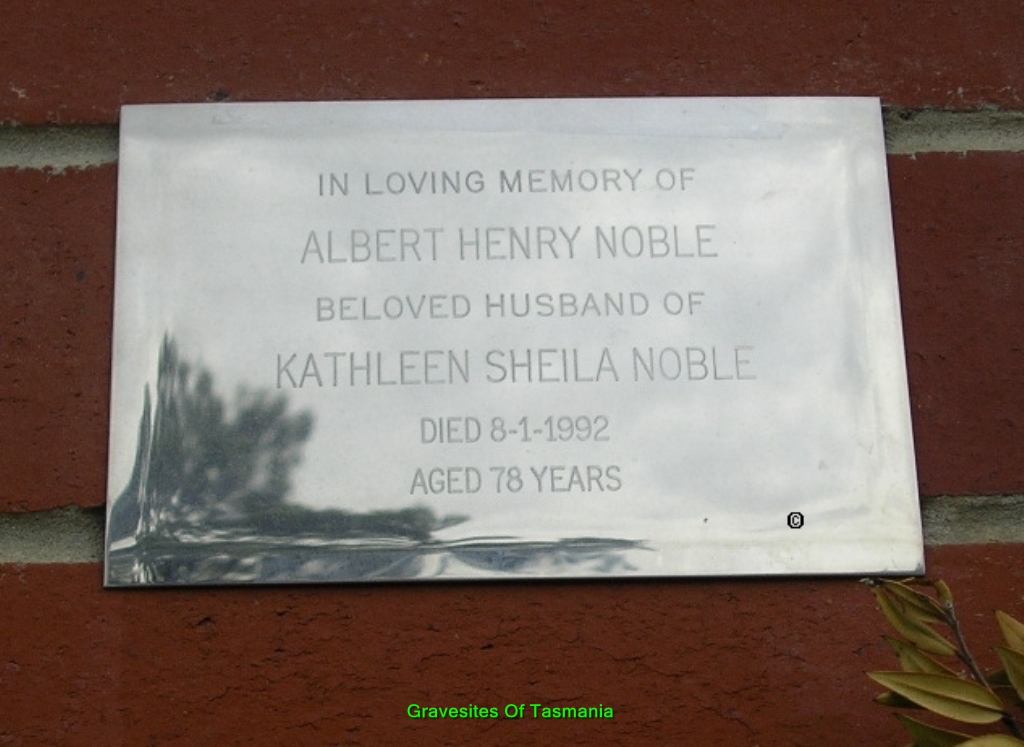 IN LOVING MEMORY OF
ALBERT HENRY NOBLE
BELOVED HUSBAND OF
KATHLEEN SHEILA NOBLE
DIED 8-1-1992
AGED 78 YEARS
©
Gravesites Of Tasmania